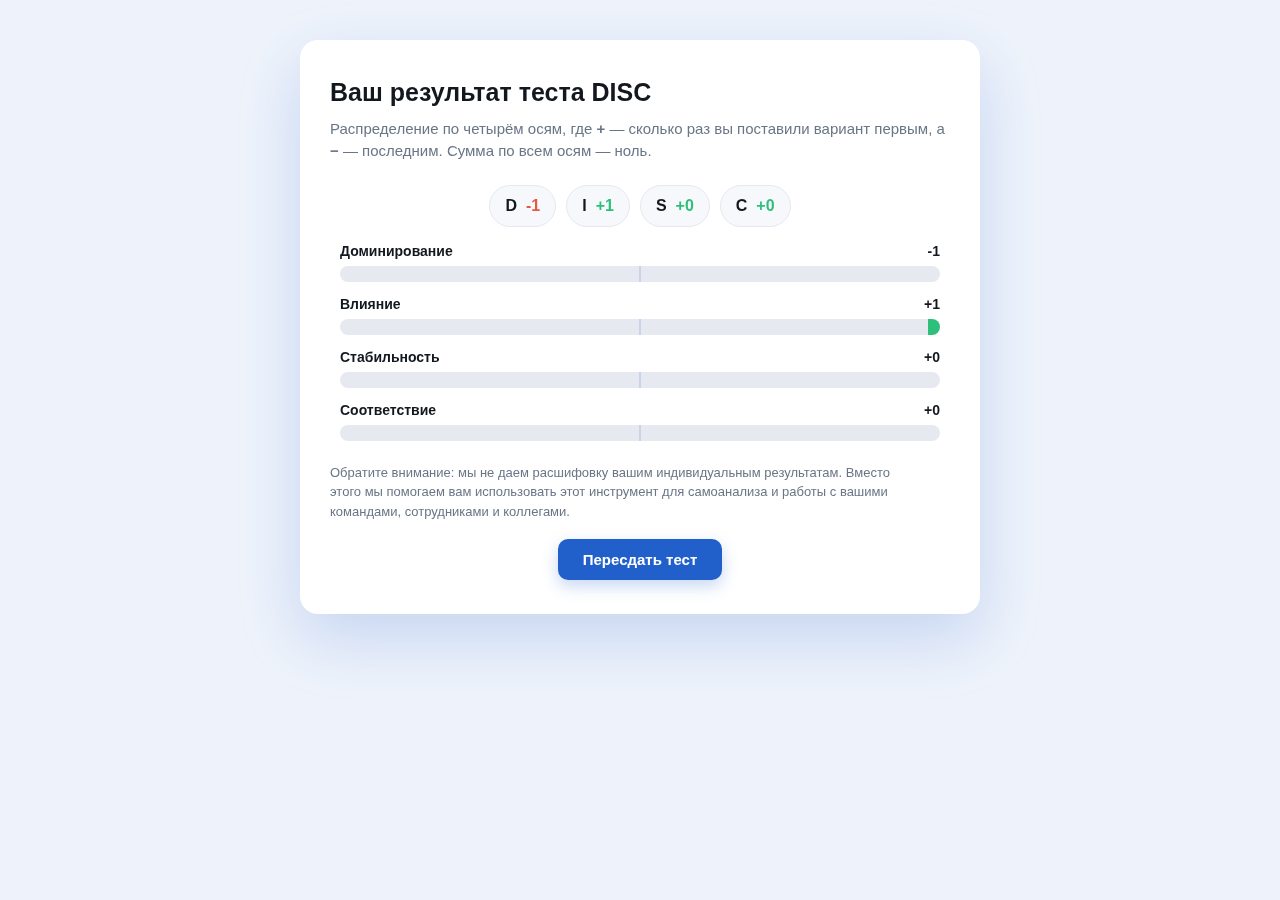 Ваш результат теста DISC
Распределение по четырём осям, где + — сколько раз вы поставили вариант первым, а
− — последним. Сумма по всем осям — ноль.
D -1 I +1 S +0 C +0
Доминирование -1
Влияние +1
Стабильность +0
Соответствие +0
Обратите внимание: мы не даем расшифовку вашим индивидуальным результатам. Вместо
этого мы помогаем вам использовать этот инструмент для самоанализа и работы с вашими
командами, сотрудниками и коллегами.
Пересдать тест